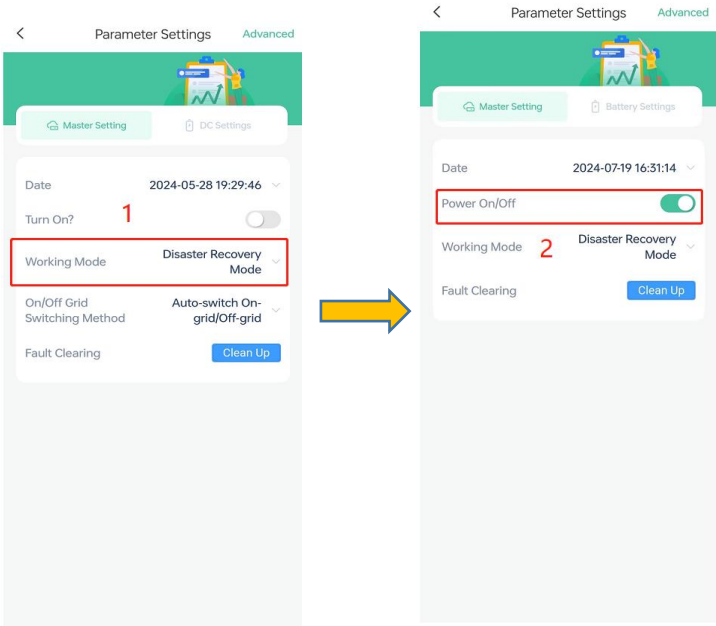 Parameter Settings
Advanced
Master Setting
DC Settings
Date
2024-05-28 19:29:46
Turn On?
1
Working Mode
Disaster Recovery
Mode
On/Off Grid
Switching Method
Auto-switch On-
grid/Off-grid
Fault Clearing
Clean Up
Parameter Settings
Advanced
Master Setting
Battery Settings
Date
2024-07-19 16:31:14
Power On/Off
Working Mode
2
Disaster Recovery
Mode
Fault Clearing
Clean Up